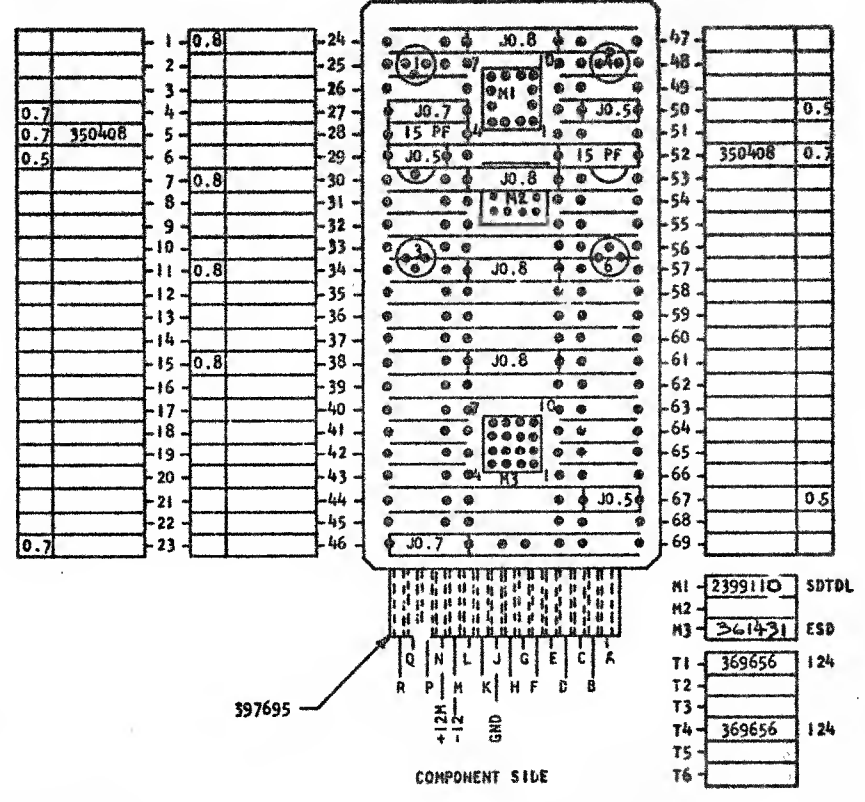 1 0.8 24 J0.8 47
2 25 1 7 10 4 48
3 26 M1 49
0.7 4 27 J0.7 J0.5 50 0.5
0.7 350408 5 28 15 PF 4 1 51
0.5 6 29 J0.5 15 PF 52 350408 0.7
7 0.8 30 J0.8 53
8 31 M2 54
9 32 55
10 33 3 56
11 0.8 34 J0.8 6 57
12 35 58
13 36 59
14 37 60
15 0.8 38 J0.8 61
16 39 62
17 40 7 10 63
18 41 64
19 42 65
20 43 4 M3 1 66
21 44 J0.5 67 0.5
22 45 68
0.7 23 46 J0.7 69
M1 2399110 SDTDL
M2
M3 361431 ESD
Q N L J G E C A
R P M K H F D B
T1 369656 124
T2
T3
T4 369656 124
T5
T6
397695
+12M
-12
GND
COMPONENT SIDE